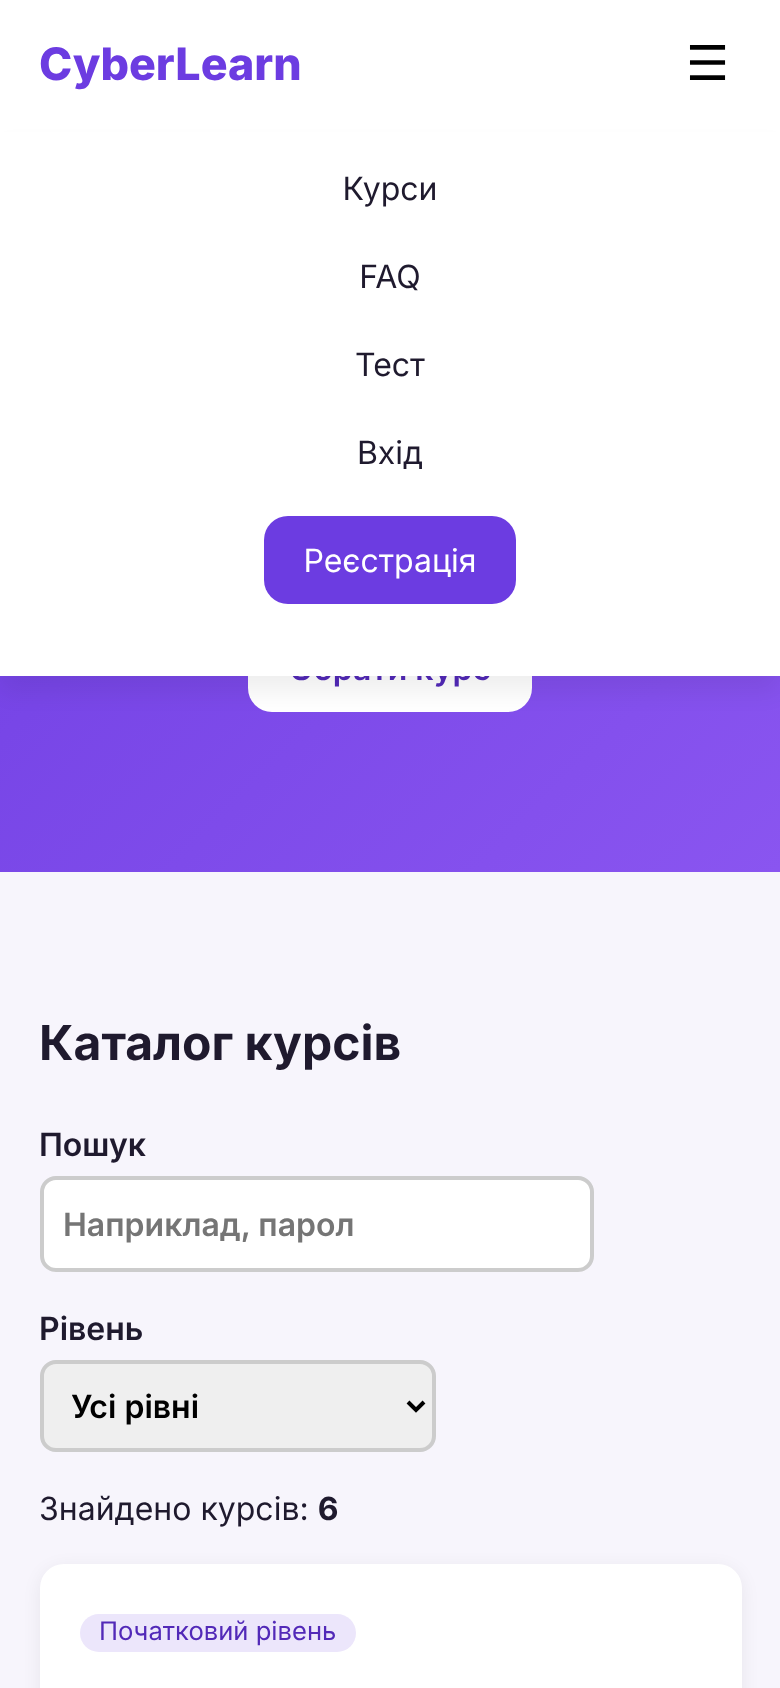 CyberLearn
Курси
FAQ
Тест
Вхід
Реєстрація
курс
Каталог курсів
Пошук
Наприклад, парол
Рівень
Усі рівні
Знайдено курсів: 6
Початковий рівень